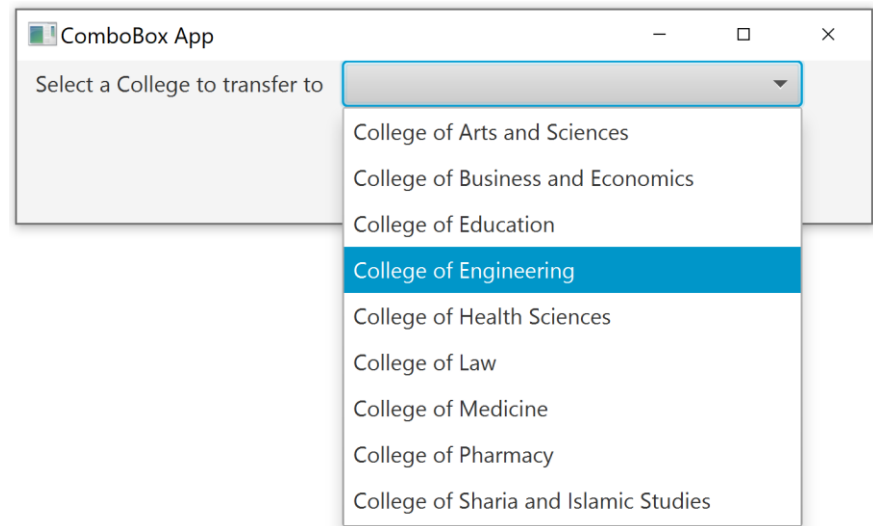 ComboBox App
Select a College to transfer to
College of Arts and Sciences
College of Business and Economics
College of Education
College of Engineering
College of Health Sciences
College of Law
College of Medicine
College of Pharmacy
College of Sharia and Islamic Studies